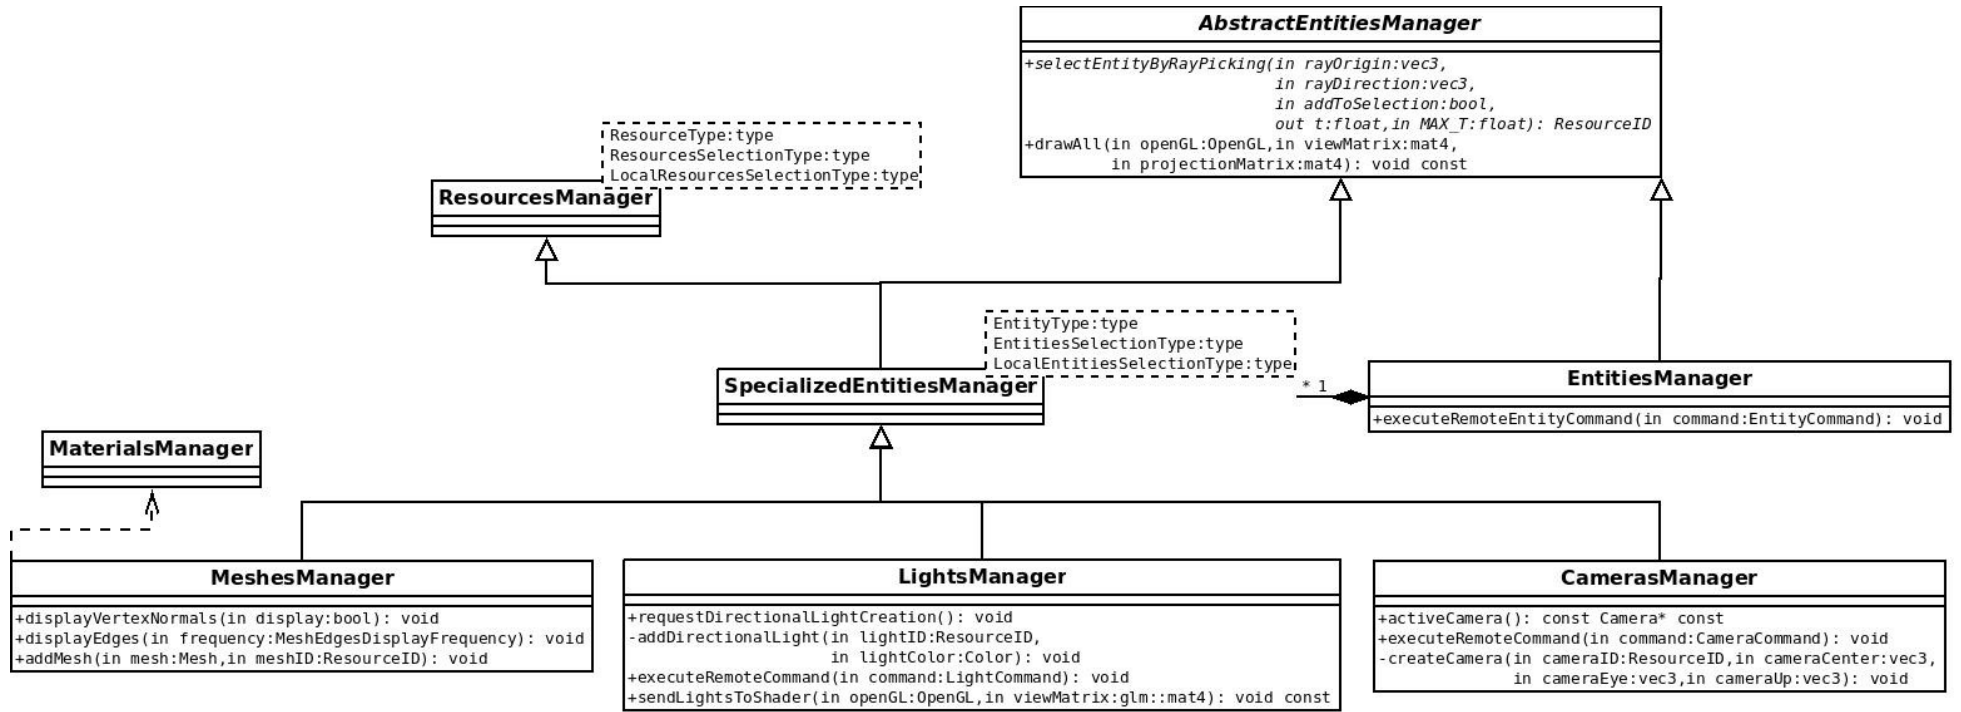 AbstractEntitiesManager
+selectEntityByRayPicking(in rayOrigin:vec3,
in rayDirection:vec3,
in addToSelection:bool,
out t:float,in MAX_T:float): ResourceID
+drawAll(in openGL:OpenGL,in viewMatrix:mat4,
in projectionMatrix:mat4): void const
ResourceType:type
ResourcesSelectionType:type
LocalResourcesSelectionType:type
ResourcesManager
EntityType:type
EntitiesSelectionType:type
LocalEntitiesSelectionType:type
SpecializedEntitiesManager
* 1
EntitiesManager
+executeRemoteEntityCommand(in command:EntityCommand): void
MaterialsManager
MeshesManager
+displayVertexNormals(in display:bool): void
+displayEdges(in frequency:MeshEdgesDisplayFrequency): void
+addMesh(in mesh:Mesh,in meshID:ResourceID): void
LightsManager
+requestDirectionalLightCreation(): void
-addDirectionalLight(in lightID:ResourceID,
in lightColor:Color): void
+executeRemoteCommand(in command:LightCommand): void
+sendLightsToShader(in openGL:OpenGL,in viewMatrix:glm::mat4): void const
CamerasManager
+activeCamera(): const Camera* const
+executeRemoteCommand(in command:CameraCommand): void
-createCamera(in cameraID:ResourceID,in cameraCenter:vec3,
in cameraEye:vec3,in cameraUp:vec3): void